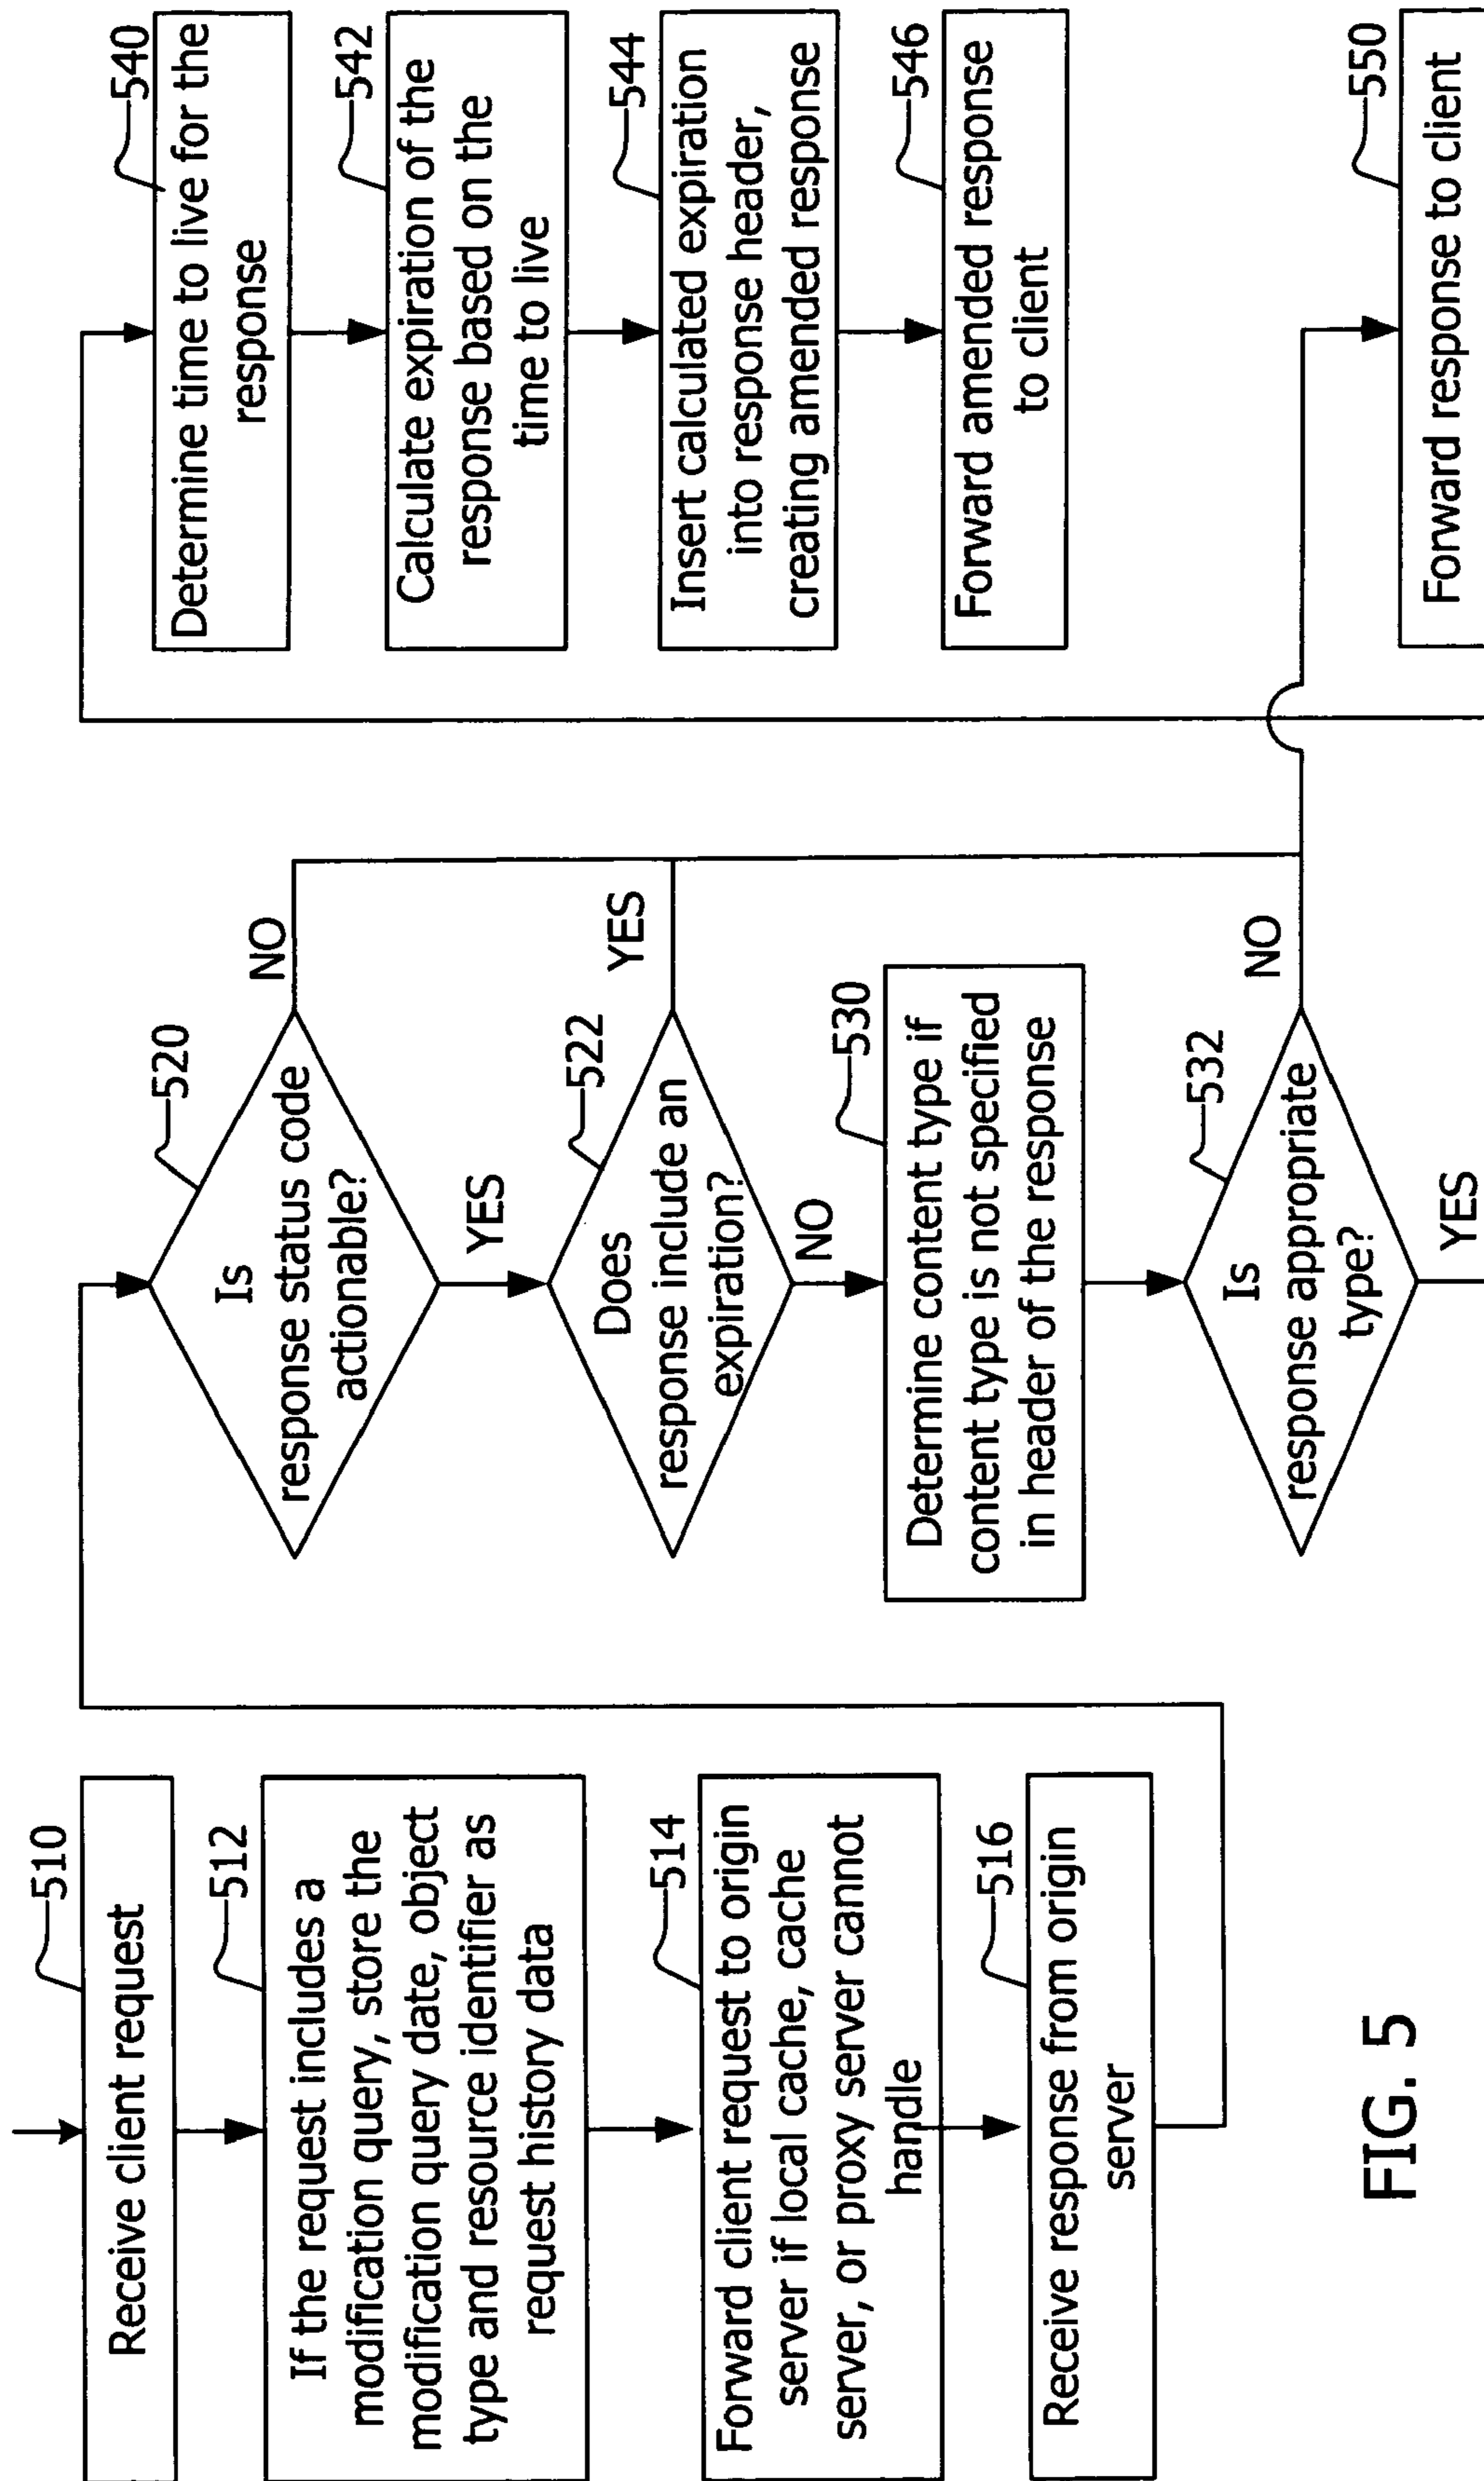 510
Receive client request
512
If the request includes a
modification query, store the
modification query date, object
type and resource identifier as
request history data
514
Forward client request to origin
server if local cache, cache
server, or proxy server cannot
handle
516
Receive response from origin
server
520
Is
response status code
actionable?
NO
YES
522
Does
response include an
expiration?
YES
NO
530
Determine content type if
content type is not specified
in header of the response
532
Is
response appropriate
type?
NO
YES
540
Determine time to live for the
response
542
Calculate expiration of the
response based on the
time to live
544
Insert calculated expiration
into response header,
creating amended response
546
Forward amended response
to client
550
Forward response to client
FIG. 5